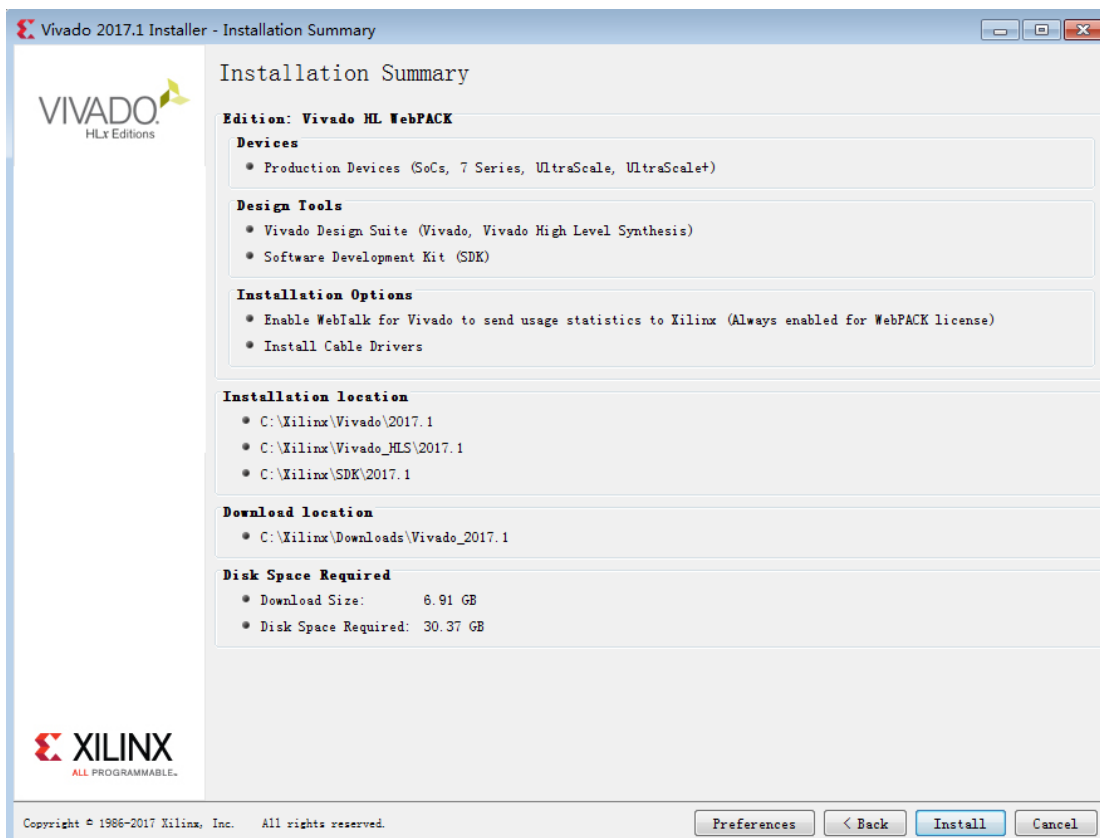 Vivado 2017.1 Installer - Installation Summary
VIVADO.
HLx Editions
Installation Summary
Edition: Vivado HL WebPACK
Devices
Production Devices (SoCs, 7 Series, UltraScale, UltraScale+)
Design Tools
Vivado Design Suite (Vivado, Vivado High Level Synthesis)
Software Development Kit (SDK)
Installation Options
Enable WebTalk for Vivado to send usage statistics to Xilinx (Always enabled for WebPACK license)
Install Cable Drivers
Installation location
C:\Xilinx\Vivado\2017.1
C:\Xilinx\Vivado_HLS\2017.1
C:\Xilinx\SDK\2017.1
Download location
C:\Xilinx\Downloads\Vivado_2017.1
Disk Space Required
Download Size: 6.91 GB
Disk Space Required: 30.37 GB
XILINX
ALL PROGRAMMABLE™
Copyright © 1986-2017 Xilinx, Inc. All rights reserved.
Preferences < Back Install Cancel